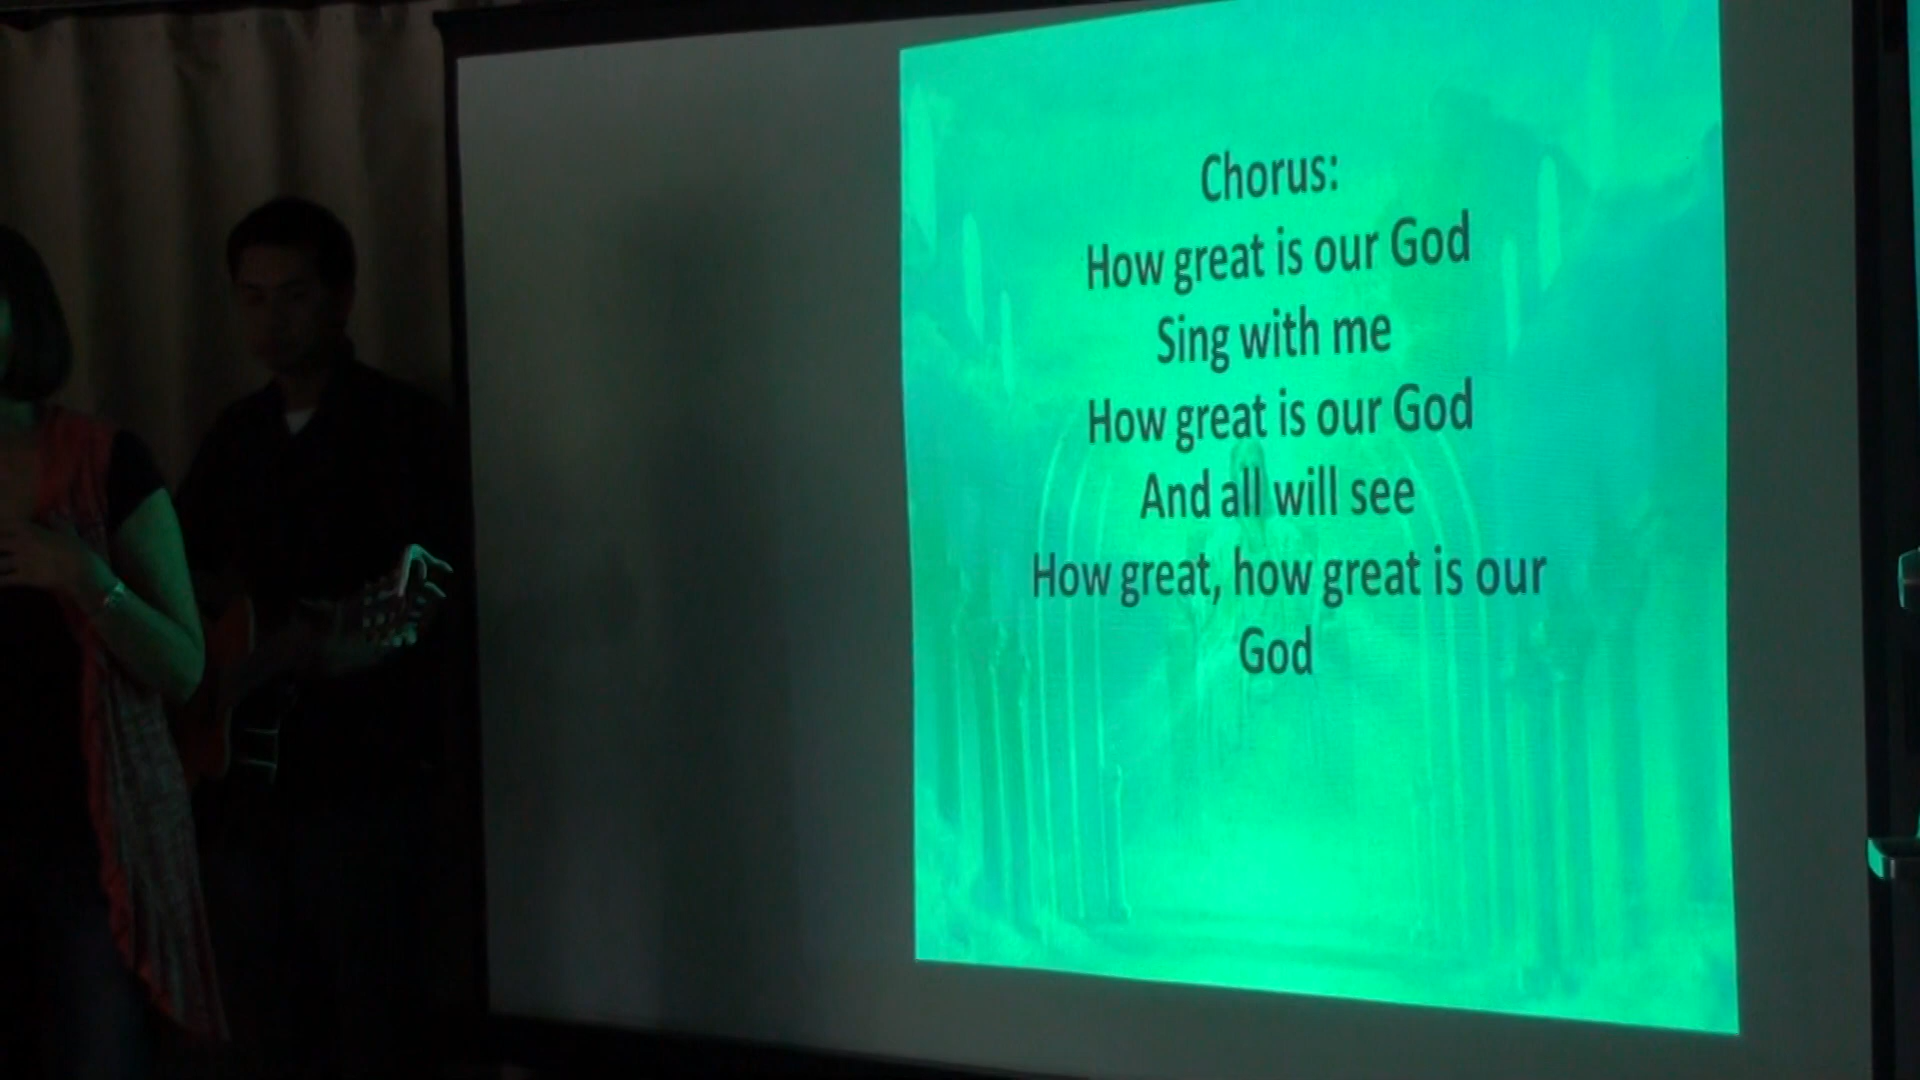 Chorus:
How great is our God
Sing with me
How great is our God
And all will see
How great, how great is our
God